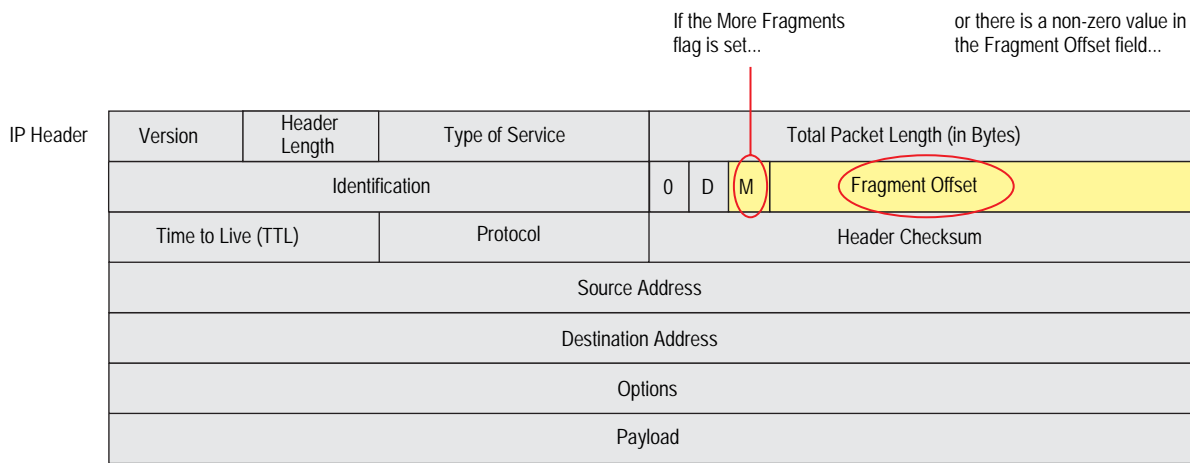 If the More Fragments
flag is set...
or there is a non-zero value in
the Fragment Offset field...
IP Header
Version
Header
Length
Type of Service
Total Packet Length (in Bytes)
Identification
0
D
M
Fragment Offset
Time to Live (TTL)
Protocol
Header Checksum
Source Address
Destination Address
Options
Payload